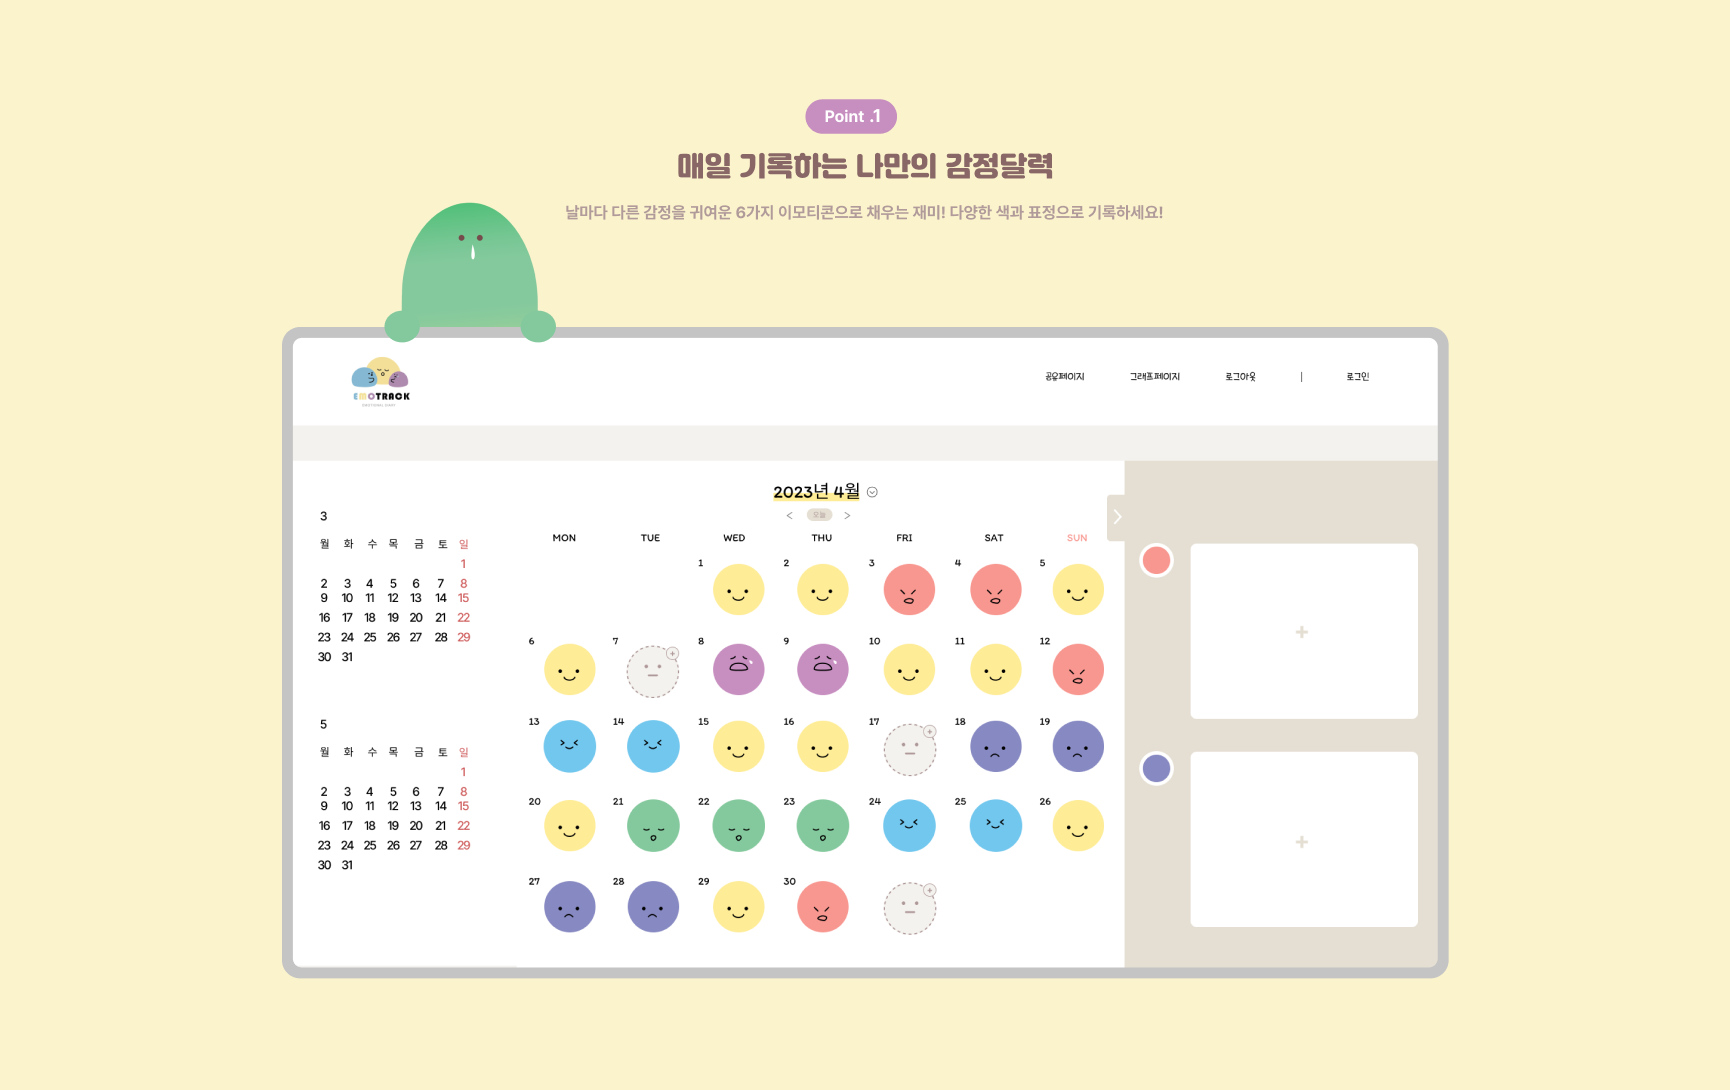 Point .1
매일 기록하는 나만의 감정달력
날마다 다른 감정을 귀여운 6가지 이모티콘으로 채우는 재미! 다양한 색과 표정으로 기록하세요!
EMOTRACK
공유페이지 그래프페이지 로그아웃 | 로그인
2023년 4월
< 오늘 >
3
월 화 수 목 금 토 일
1
2 3 4 5 6 7 8
9 10 11 12 13 14 15
16 17 18 19 20 21 22
23 24 25 26 27 28 29
30 31
5
월 화 수 목 금 토 일
1
2 3 4 5 6 7 8
9 10 11 12 13 14 15
16 17 18 19 20 21 22
23 24 25 26 27 28 29
30 31
MON TUE WED THU FRI SAT SUN
1 2 3 4 5
6 7 8 9 10 11 12
13 14 15 16 17 18 19
20 21 22 23 24 25 26
27 28 29 30